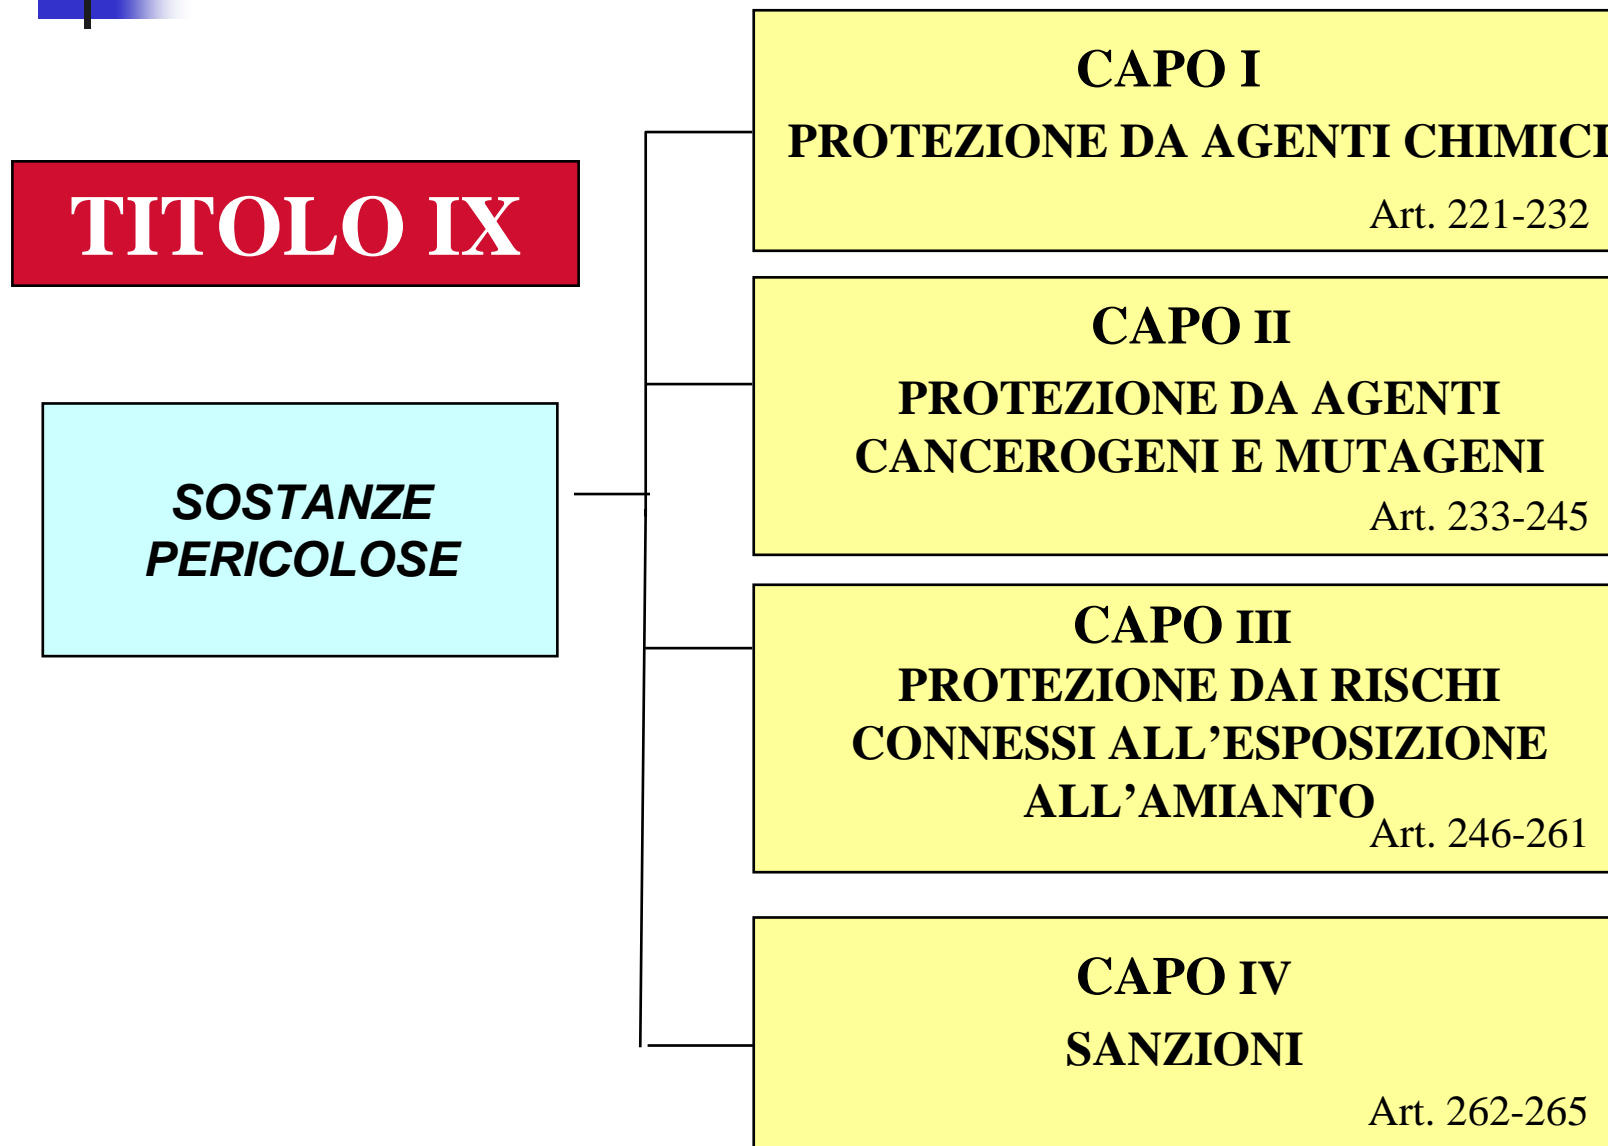 TITOLO IX
SOSTANZE
PERICOLOSE
CAPO I
PROTEZIONE DA AGENTI CHIMICI
Art. 221-232
CAPO II
PROTEZIONE DA AGENTI
CANCEROGENI E MUTAGENI
Art. 233-245
CAPO III
PROTEZIONE DAI RISCHI
CONNESSI ALL’ESPOSIZIONE
ALL’AMIANTO
Art. 246-261
CAPO IV
SANZIONI
Art. 262-265